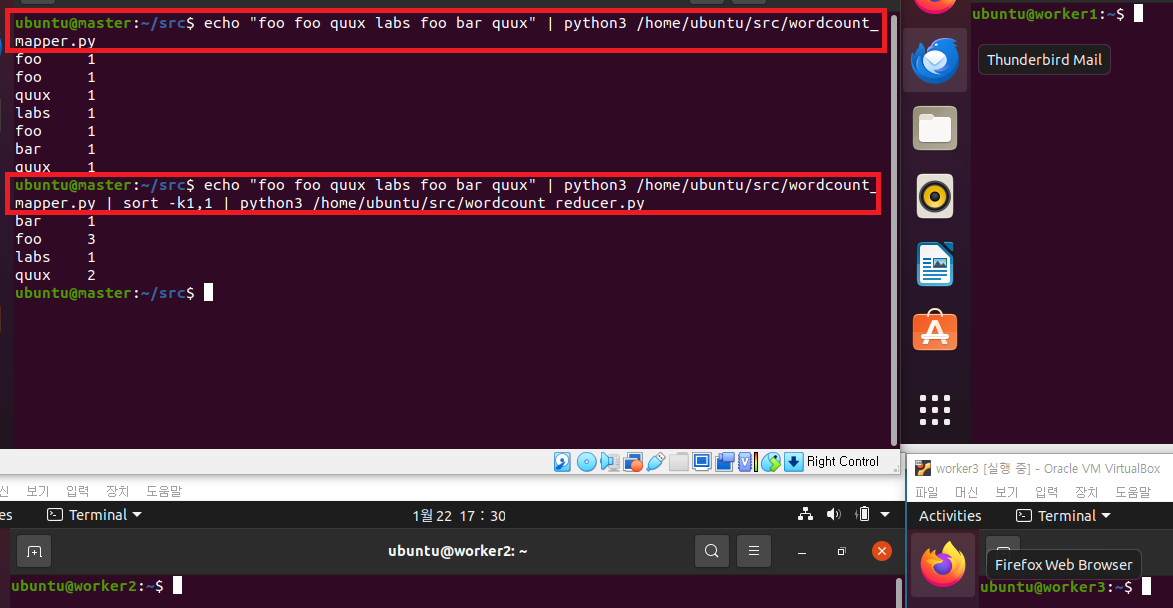 ubuntu@master:~/src$ echo "foo foo quux labs foo bar quux" | python3 /home/ubuntu/src/wordcount_
mapper.py
foo 1
foo 1
quux 1
labs 1
foo 1
bar 1
quux 1
ubuntu@master:~/src$ echo "foo foo quux labs foo bar quux" | python3 /home/ubuntu/src/wordcount_
mapper.py | sort -k1,1 | python3 /home/ubuntu/src/wordcount_reducer.py
bar 1
foo 3
labs 1
quux 2
ubuntu@master:~/src$
ubuntu@worker1:~$
Thunderbird Mail
Right Control
신 보기 입력 장치 도움말
es Terminal 1월 22 17 : 30
ubuntu@worker2: ~
ubuntu@worker2:~$
worker3 [실행 중] - Oracle VM VirtualBox
파일 머신 보기 입력 장치 도움말
Activities Terminal
Firefox Web Browser
ubuntu@worker3:~$